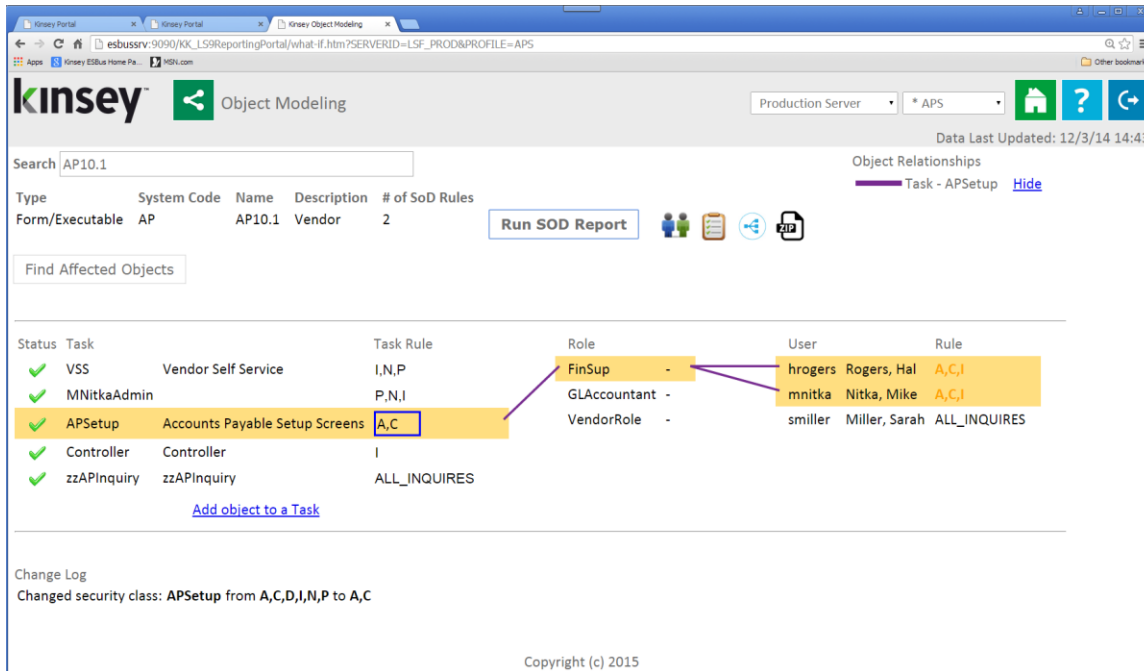 Kinsey Portal Kinsey Portal Kinsey Object Modeling
esbussrv:9090/KK_LS9ReportingPortal/what-if.htm?SERVERID=LSF_PROD&PROFILE=APS
Apps Kinsey ESBus Home Pa... MSN.com Other bookmark
kinsey Object Modeling Production Server * APS ?
Data Last Updated: 12/3/14 14:43
Search AP10.1 Object Relationships
Task - APSetup Hide
Type System Code Name Description # of SoD Rules
Form/Executable AP AP10.1 Vendor 2 Run SOD Report ZIP
Find Affected Objects
Status Task Task Rule Role User Rule
VSS Vendor Self Service I,N,P FinSup - hrogers Rogers, Hal A,C,I
MNitkaAdmin P,N,I GLAccountant - mnitka Nitka, Mike A,C,I
APSetup Accounts Payable Setup Screens A,C VendorRole - smiller Miller, Sarah ALL_INQUIRES
Controller Controller I
zzAPInquiry zzAPInquiry ALL_INQUIRES
Add object to a Task
Change Log
Changed security class: APSetup from A,C,D,I,N,P to A,C
Copyright (c) 2015